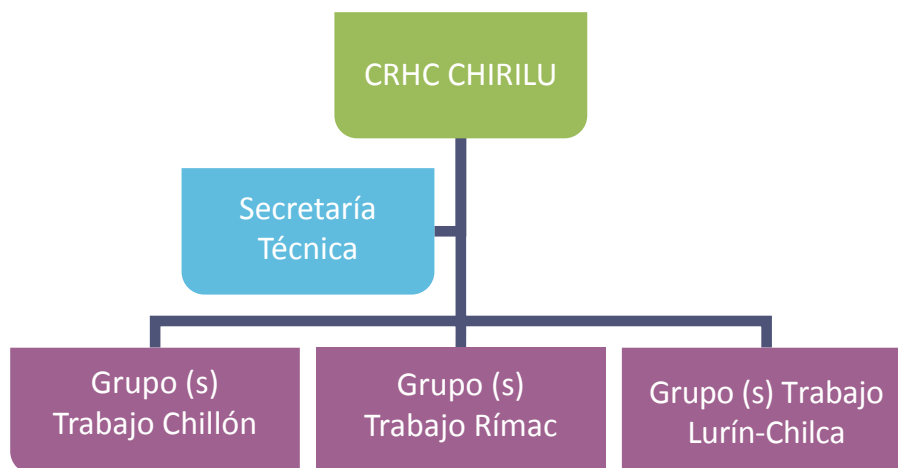 CRHC CHIRILU
Secretaría
Técnica
Grupo (s)
Trabajo Chillón
Grupo (s)
Trabajo Rímac
Grupo (s) Trabajo
Lurín-Chilca